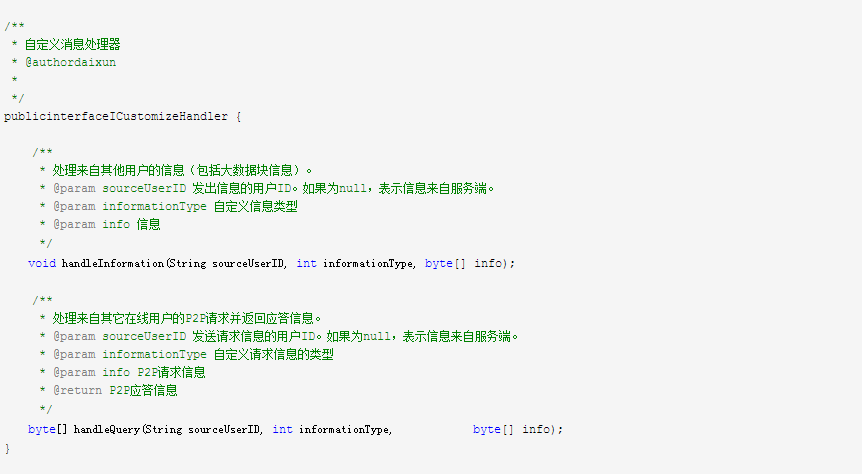 /**
 * 自定义消息处理器
 * @authordaixun
 *
 */
publicinterfaceICustomizeHandler {
/**
 * 处理来自其他用户的信息（包括大数据块信息）。
 * @param sourceUserID 发出信息的用户ID。如果为null，表示信息来自服务端。
 * @param informationType 自定义信息类型
 * @param info 信息
 */
void handleInformation(String sourceUserID, int informationType, byte[] info);
/**
 * 处理来自其它在线用户的P2P请求并返回应答信息。
 * @param sourceUserID 发送请求信息的用户ID。如果为null，表示信息来自服务端。
 * @param informationType 自定义请求信息的类型
 * @param info P2P请求信息
 * @return P2P应答信息
 */
byte[] handleQuery(String sourceUserID, int informationType, byte[] info);
}